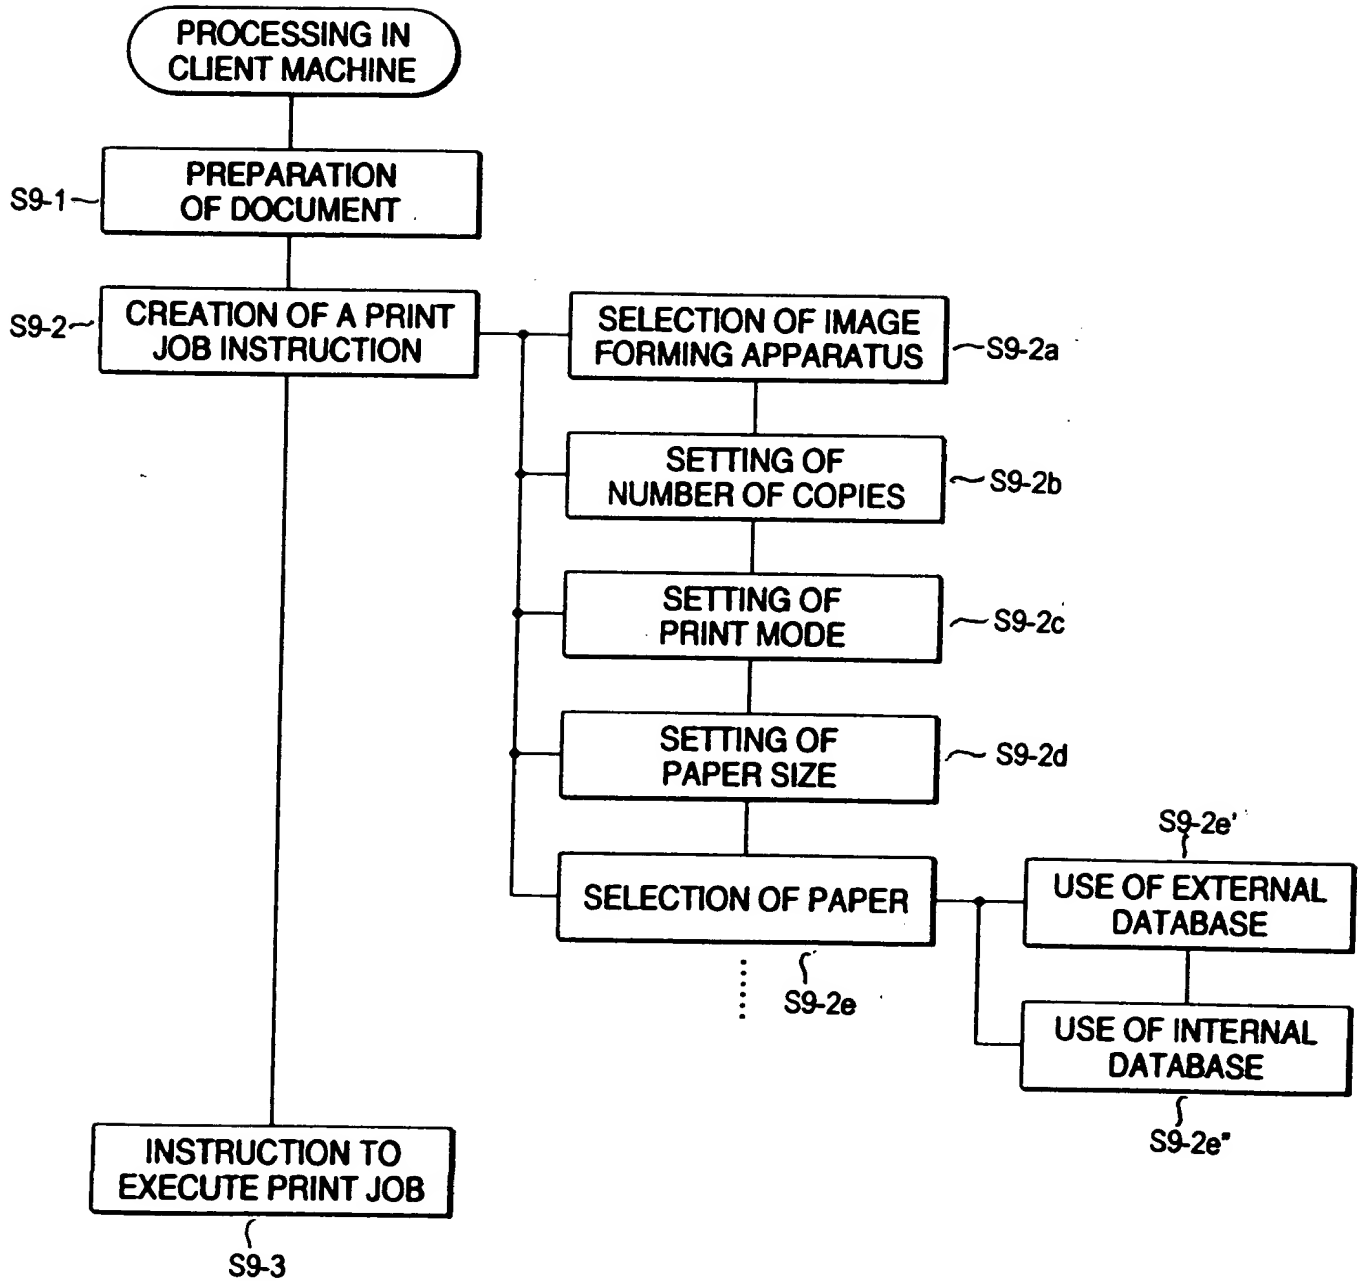 PROCESSING IN
CLIENT MACHINE
S9-1
PREPARATION
OF DOCUMENT
S9-2
CREATION OF A PRINT
JOB INSTRUCTION
SELECTION OF IMAGE
FORMING APPARATUS
S9-2a
SETTING OF
NUMBER OF COPIES
S9-2b
SETTING OF
PRINT MODE
S9-2c
SETTING OF
PAPER SIZE
S9-2d
SELECTION OF PAPER
S9-2e
S9-2e'
USE OF EXTERNAL
DATABASE
USE OF INTERNAL
DATABASE
S9-2e"
INSTRUCTION TO
EXECUTE PRINT JOB
S9-3